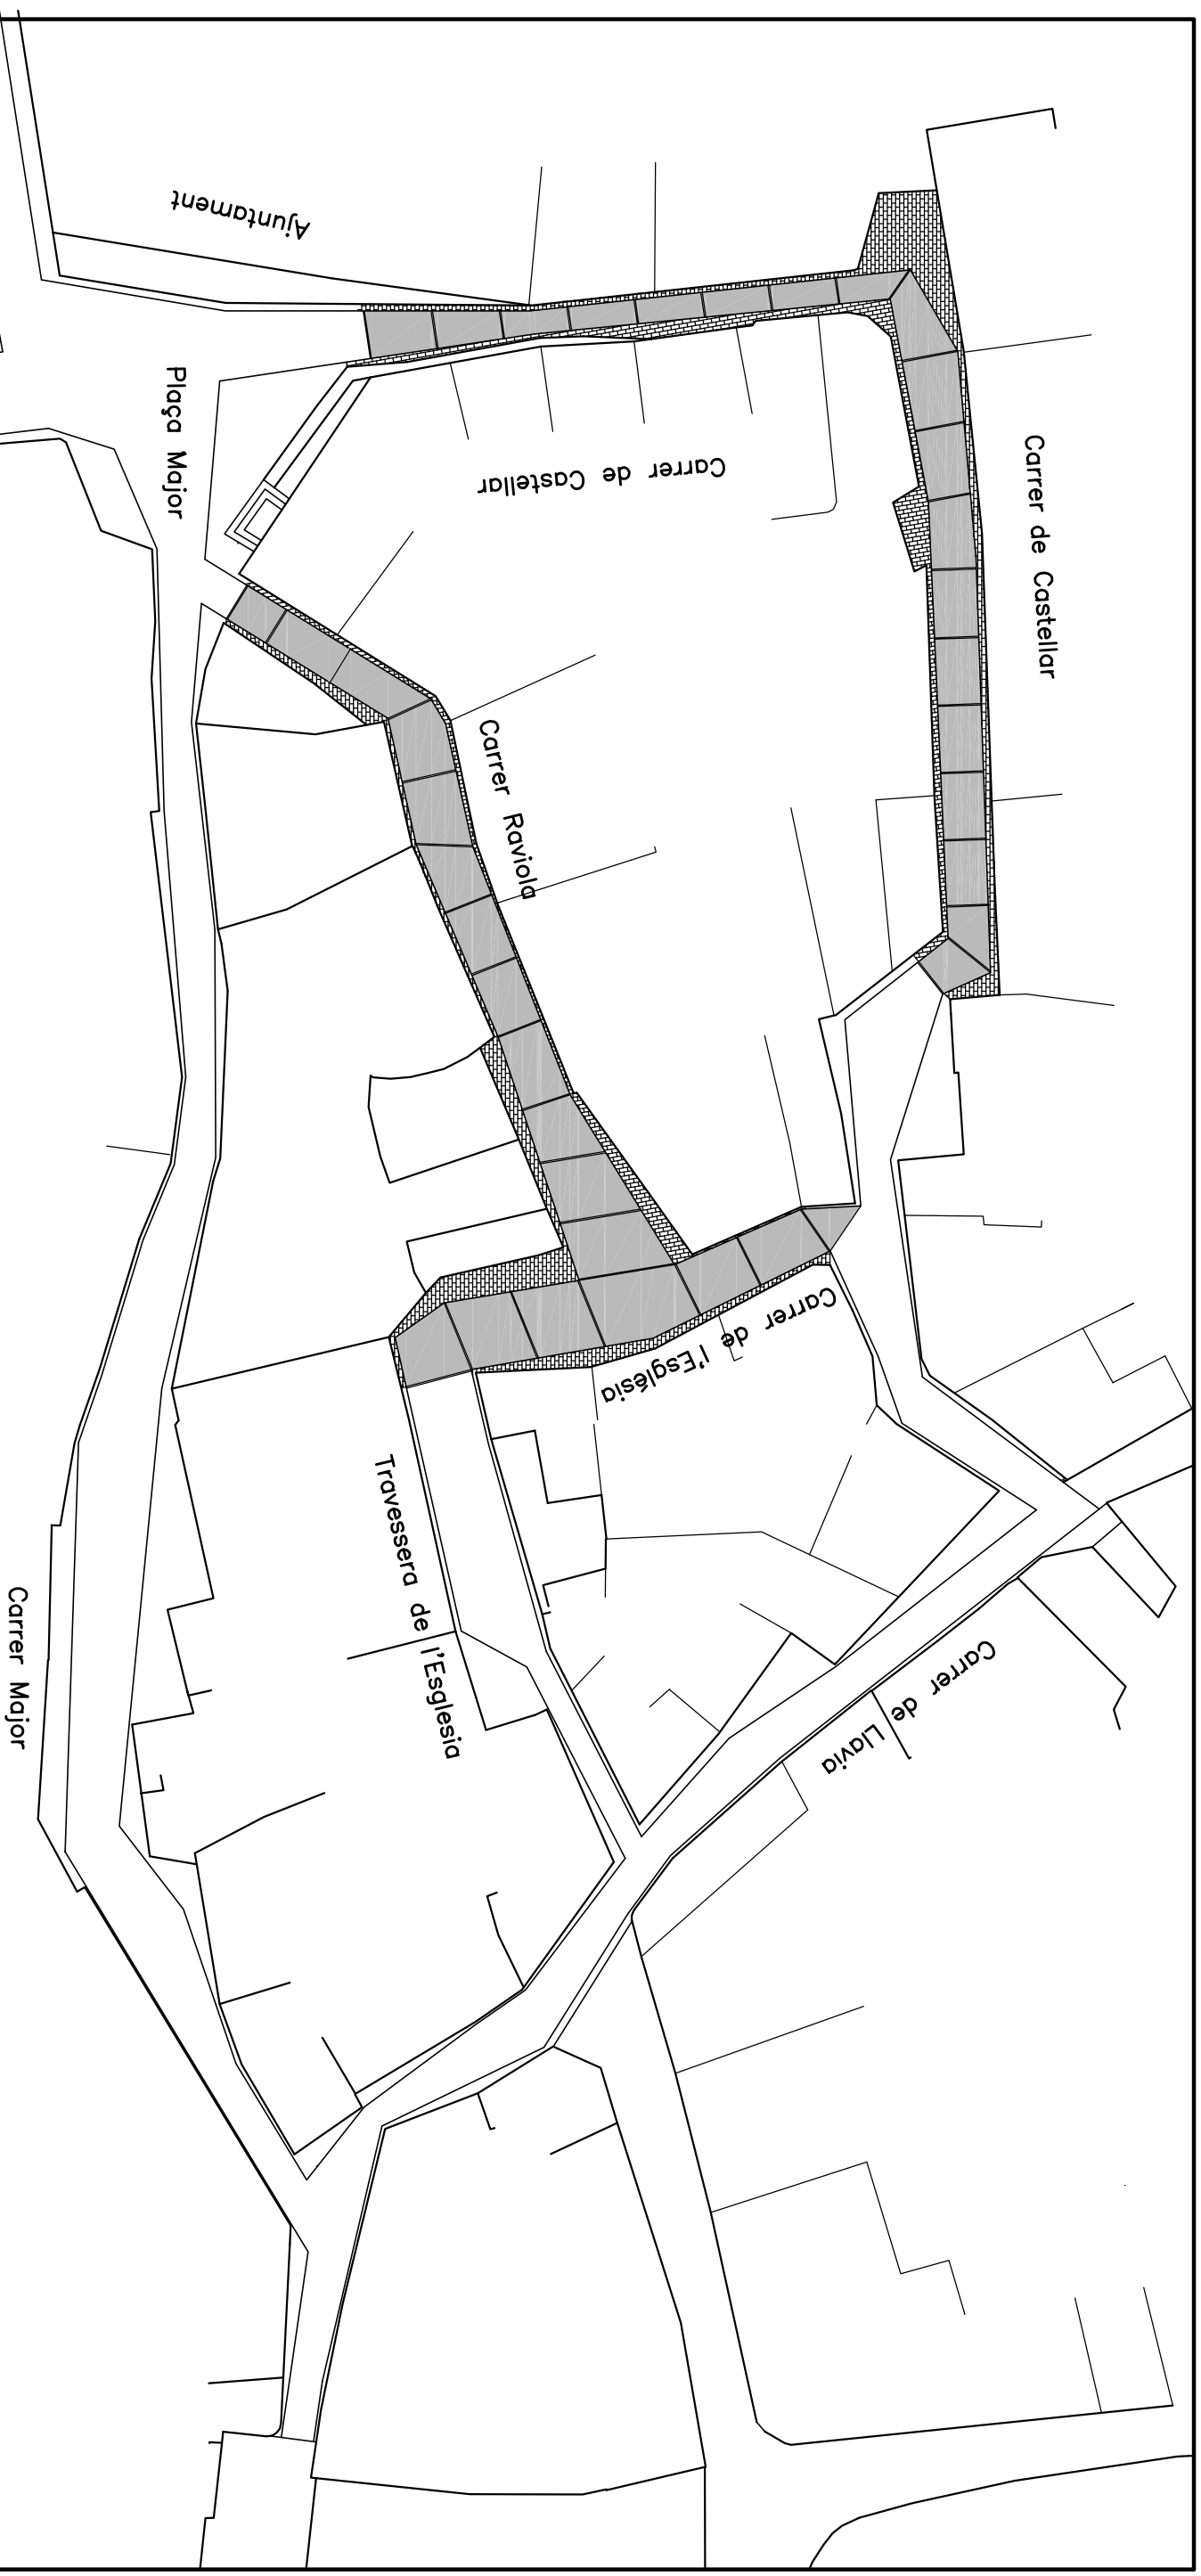 Ajuntament
Plaça Major
Carrer de Castellar
Carrer de Castellar
Carrer Raviola
Carrer de l'Església
Travessera de l'Esglesia
Carrer de Llavia
Carrer Major